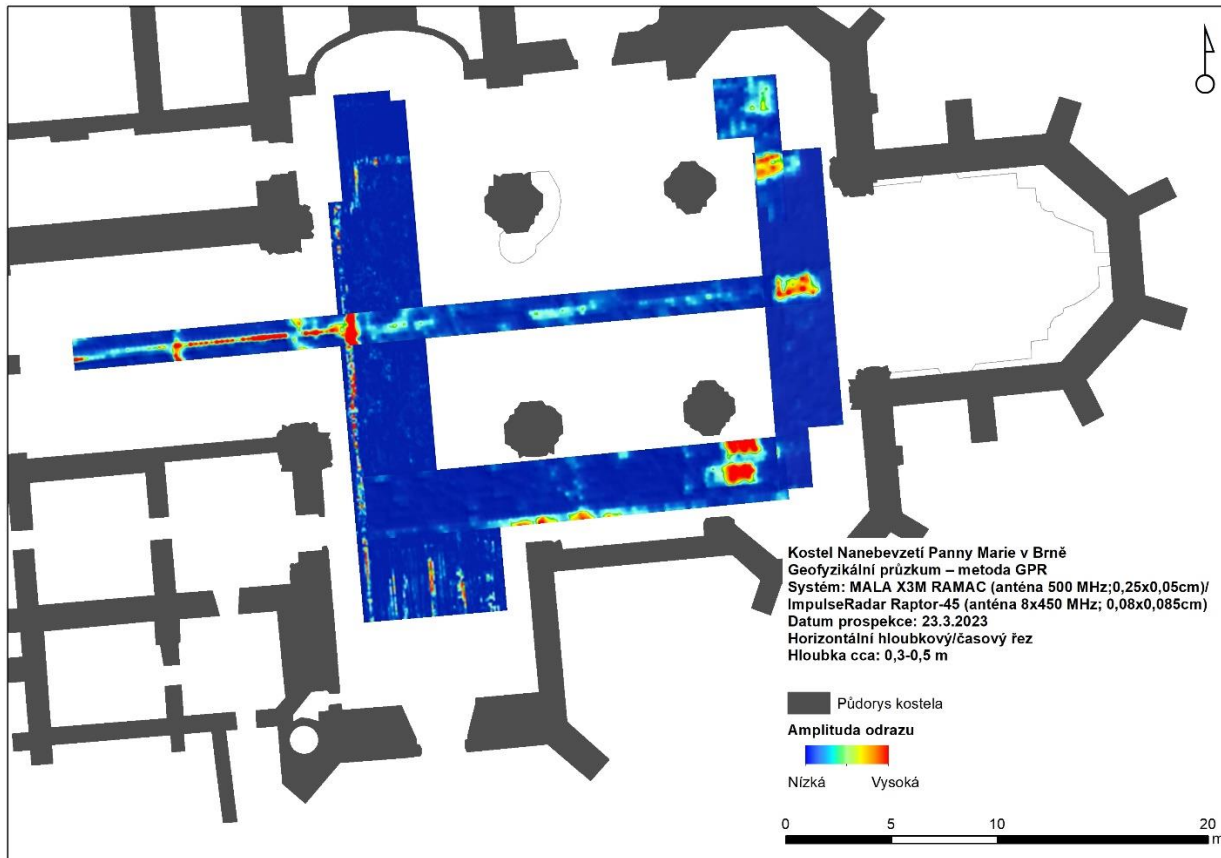 Kostel Nanebevzetí Panny Marie v Brně
Geofyzikální průzkum – metoda GPR
Systém: MALA X3M RAMAC (anténa 500 MHz;0,25x0,05cm)/
ImpulseRadar Raptor-45 (anténa 8x450 MHz; 0,08x0,085cm)
Datum prospekce: 23.3.2023
Horizontální hloubkový/časový řez
Hloubka cca: 0,3-0,5 m
Půdorys kostela
Amplituda odrazu
Nízká Vysoká
0 5 10 20
m